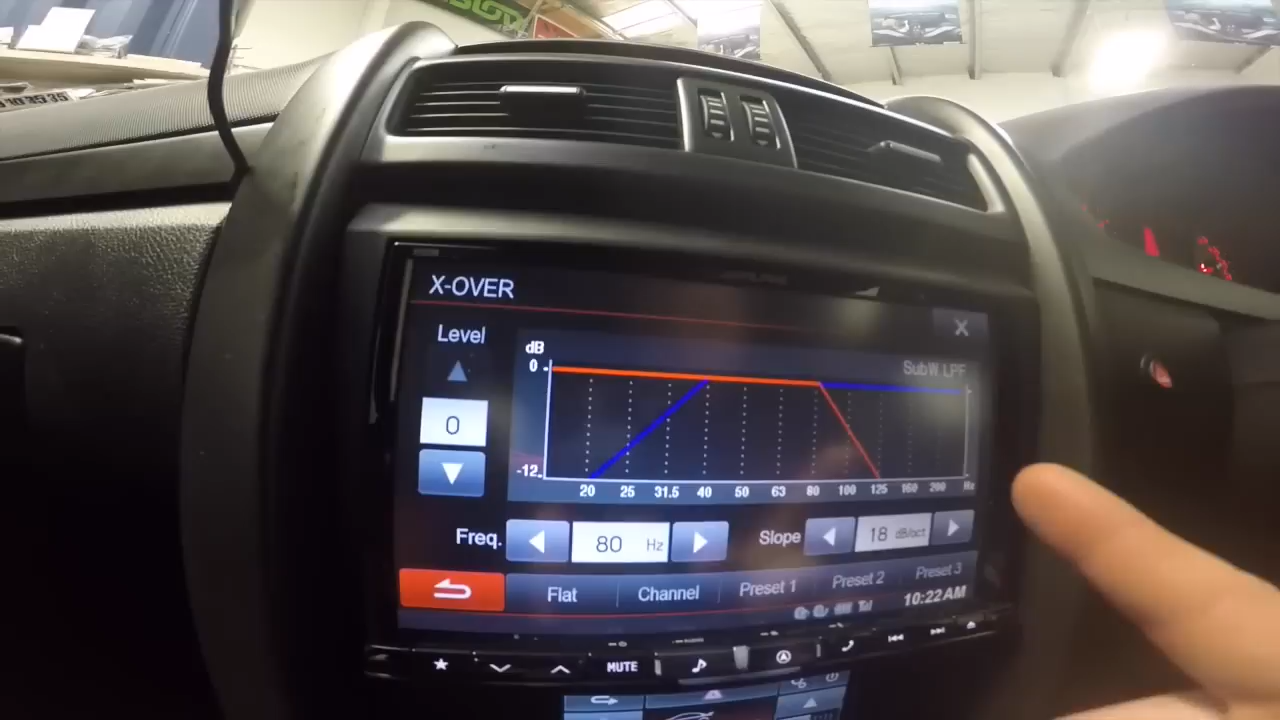 X-OVER
X
Level
dB
0
SubW LPF
0
-12
20 25 31.5 40 50 63 80 100 125 160 200 Hz
Freq. 80 Hz Slope 18 dB/oct
Flat Channel Preset 1 Preset 2 Preset 3
10:22AM
MUTE